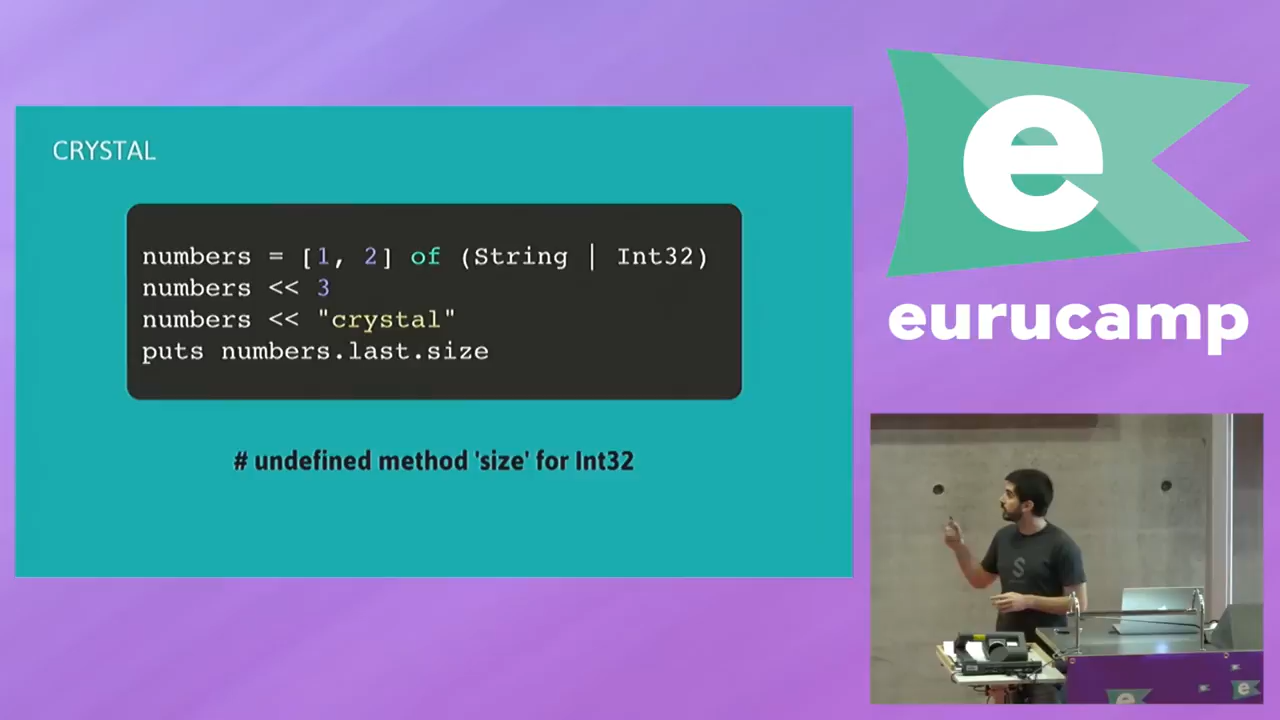 CRYSTAL
numbers = [1, 2] of (String | Int32)
numbers << 3
numbers << "crystal"
puts numbers.last.size
# undefined method 'size' for Int32
e
eurucamp
S
e
e